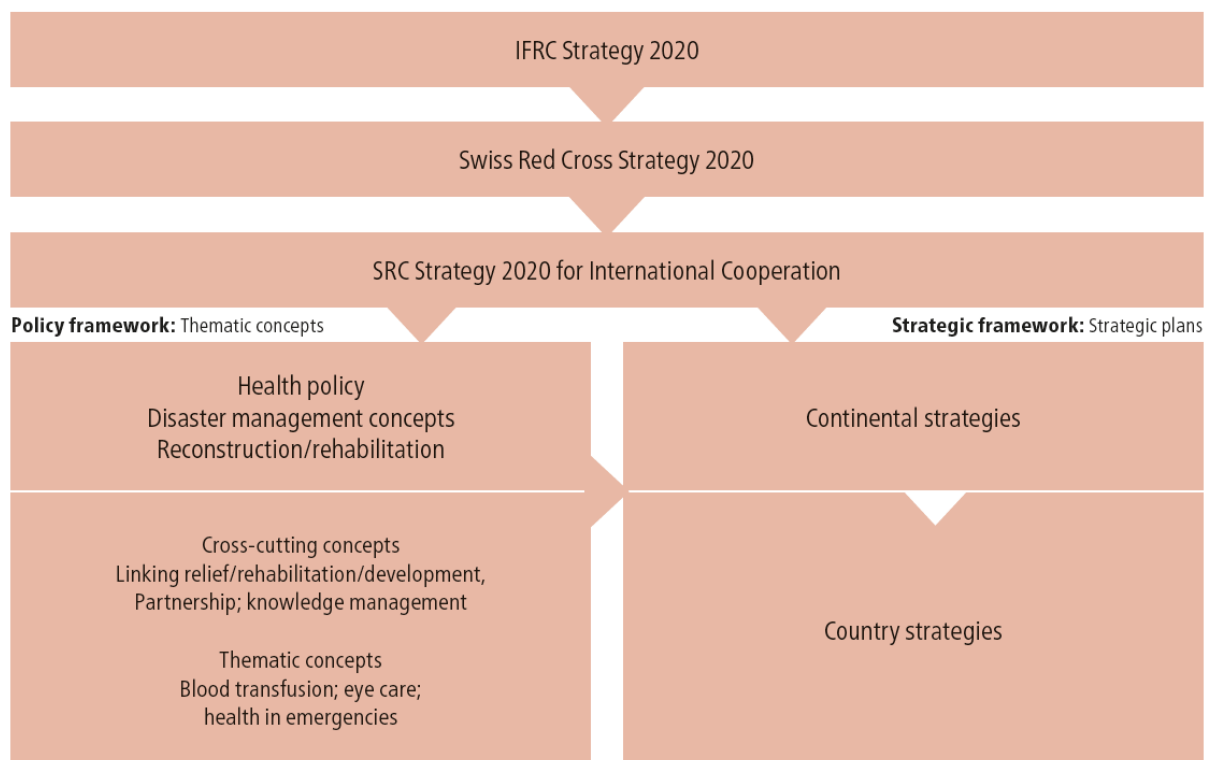 IFRC Strategy 2020
Swiss Red Cross Strategy 2020
SRC Strategy 2020 for International Cooperation
Policy framework: Thematic concepts
Strategic framework: Strategic plans
Health policy
Disaster management concepts
Reconstruction/rehabilitation
Continental strategies
Cross-cutting concepts
Linking relief/rehabilitation/development,
Partnership; knowledge management
Thematic concepts
Blood transfusion; eye care;
health in emergencies
Country strategies